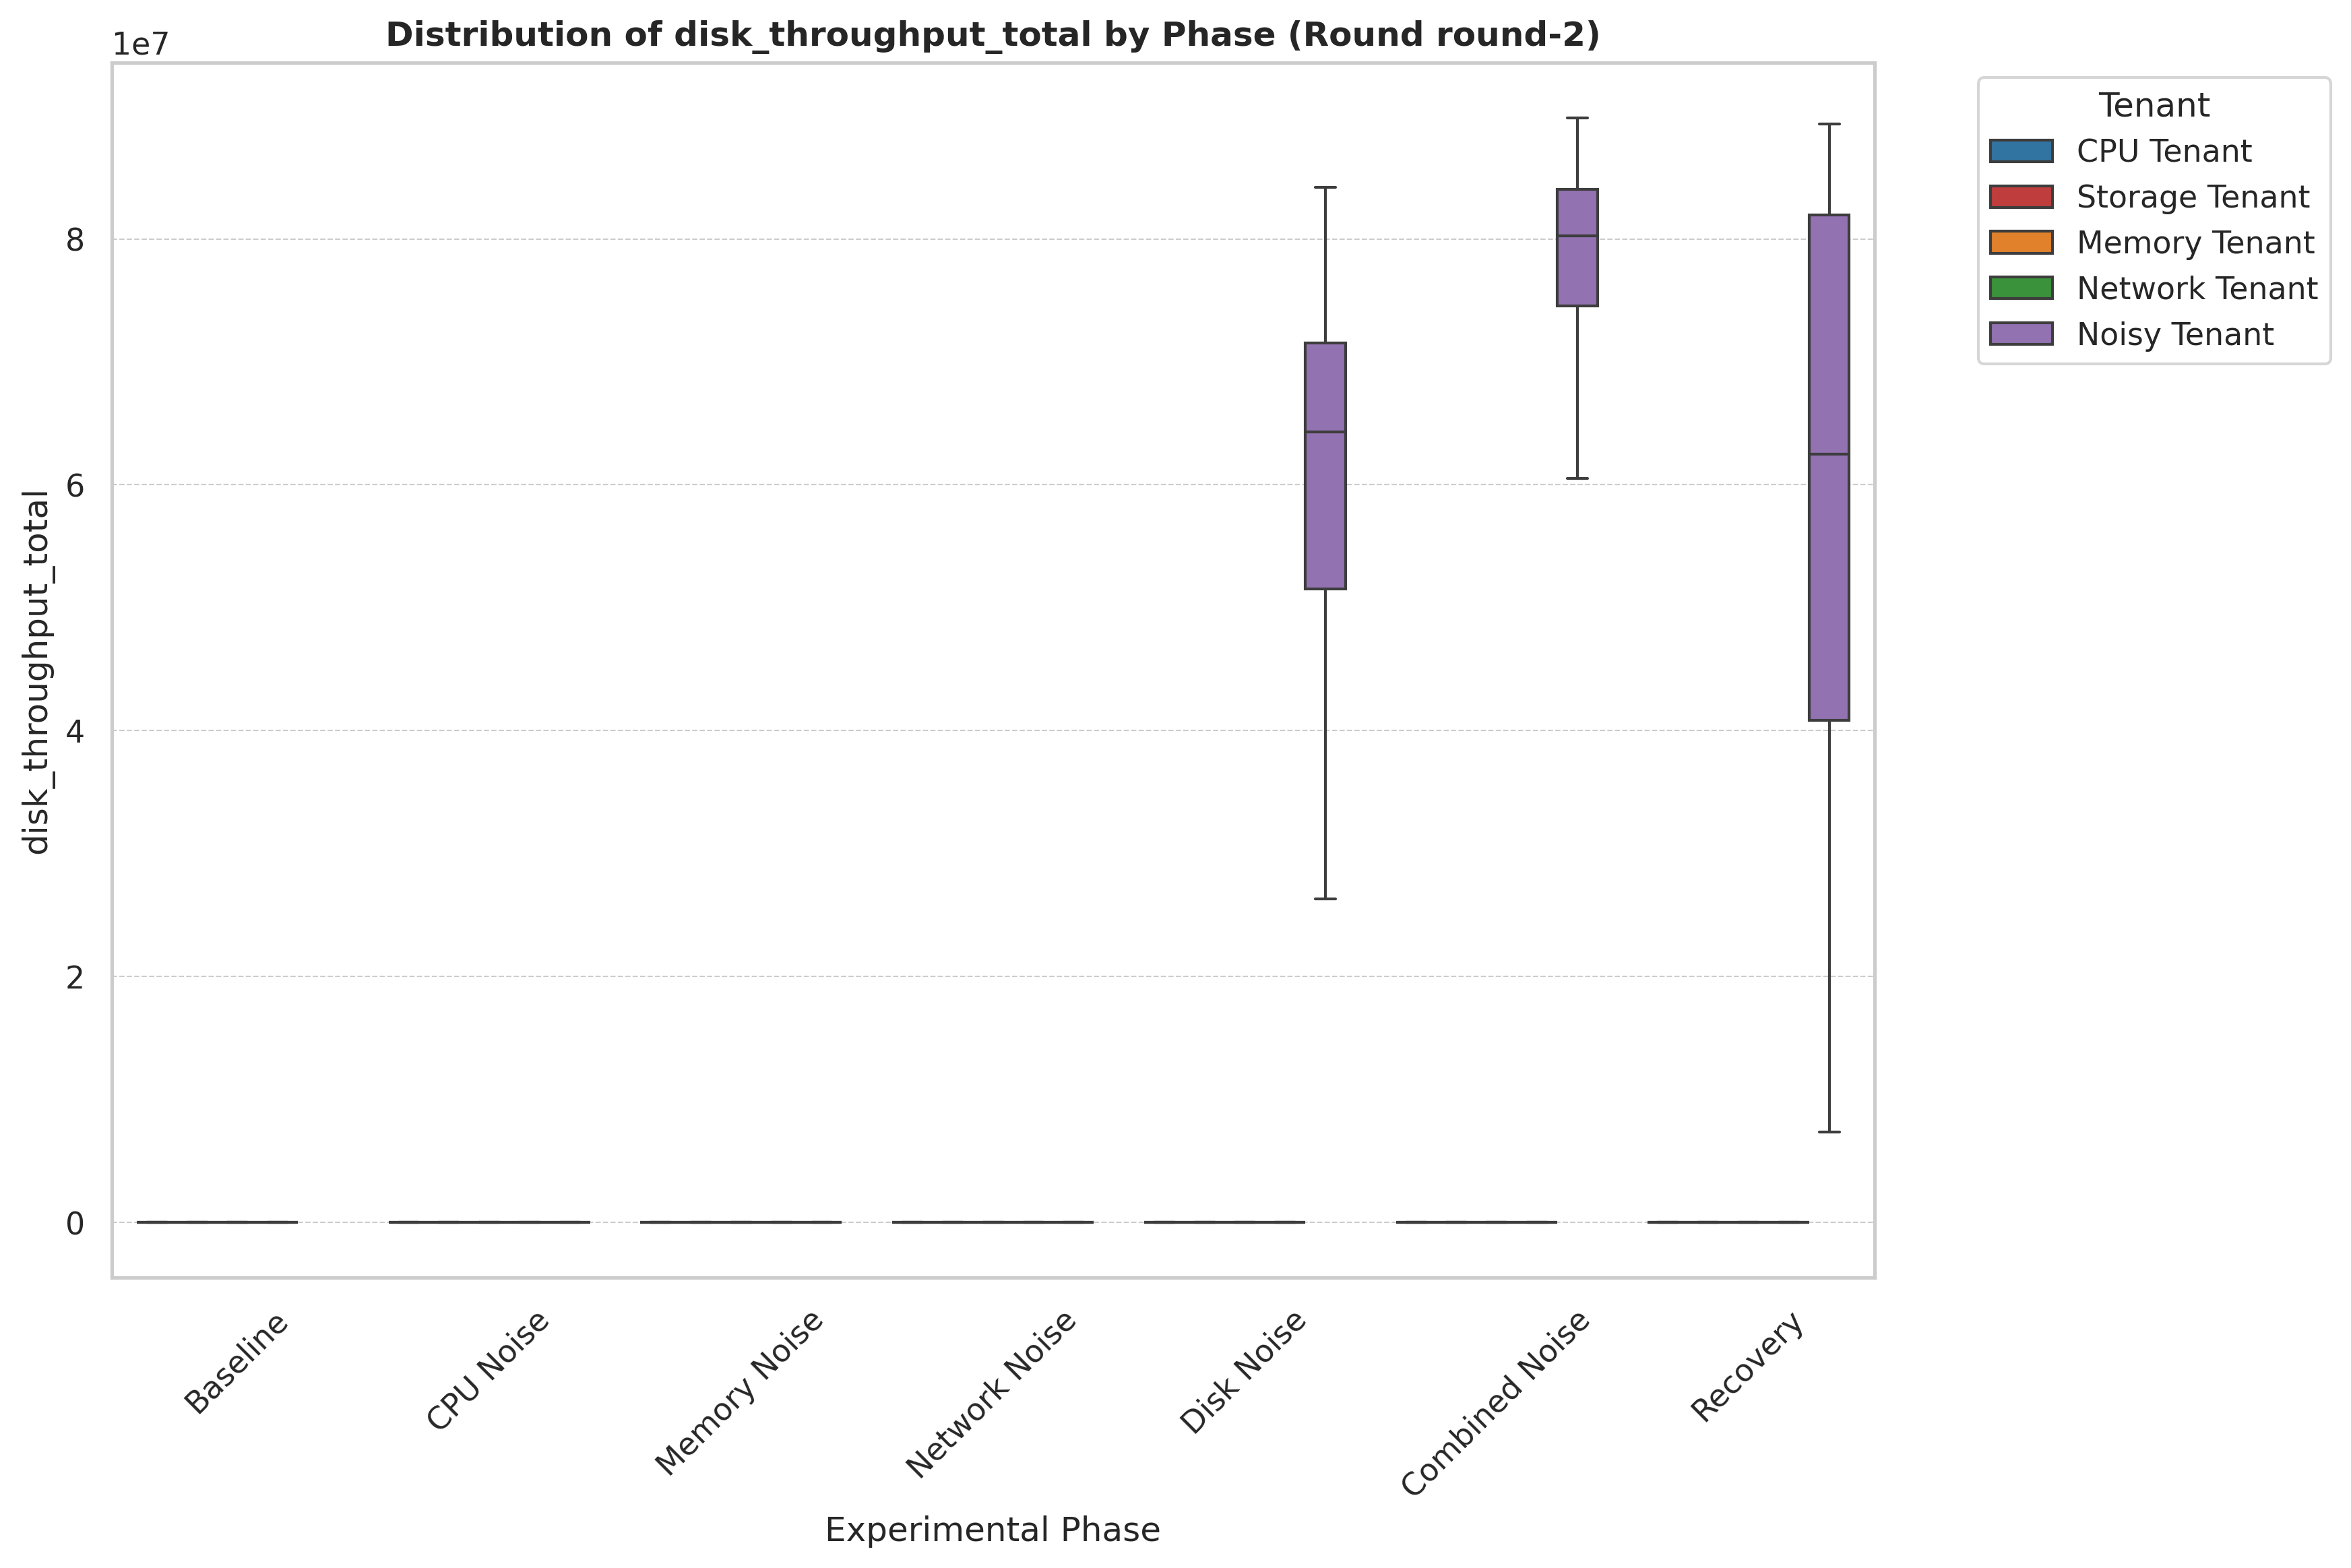 Distribution of disk_throughput_total by Phase (Round round-2)
1e7
8
6
4
2
0
disk_throughput_total
Baseline
CPU Noise
Memory Noise
Network Noise
Disk Noise
Combined Noise
Recovery
Experimental Phase
Tenant
CPU Tenant
Storage Tenant
Memory Tenant
Network Tenant
Noisy Tenant